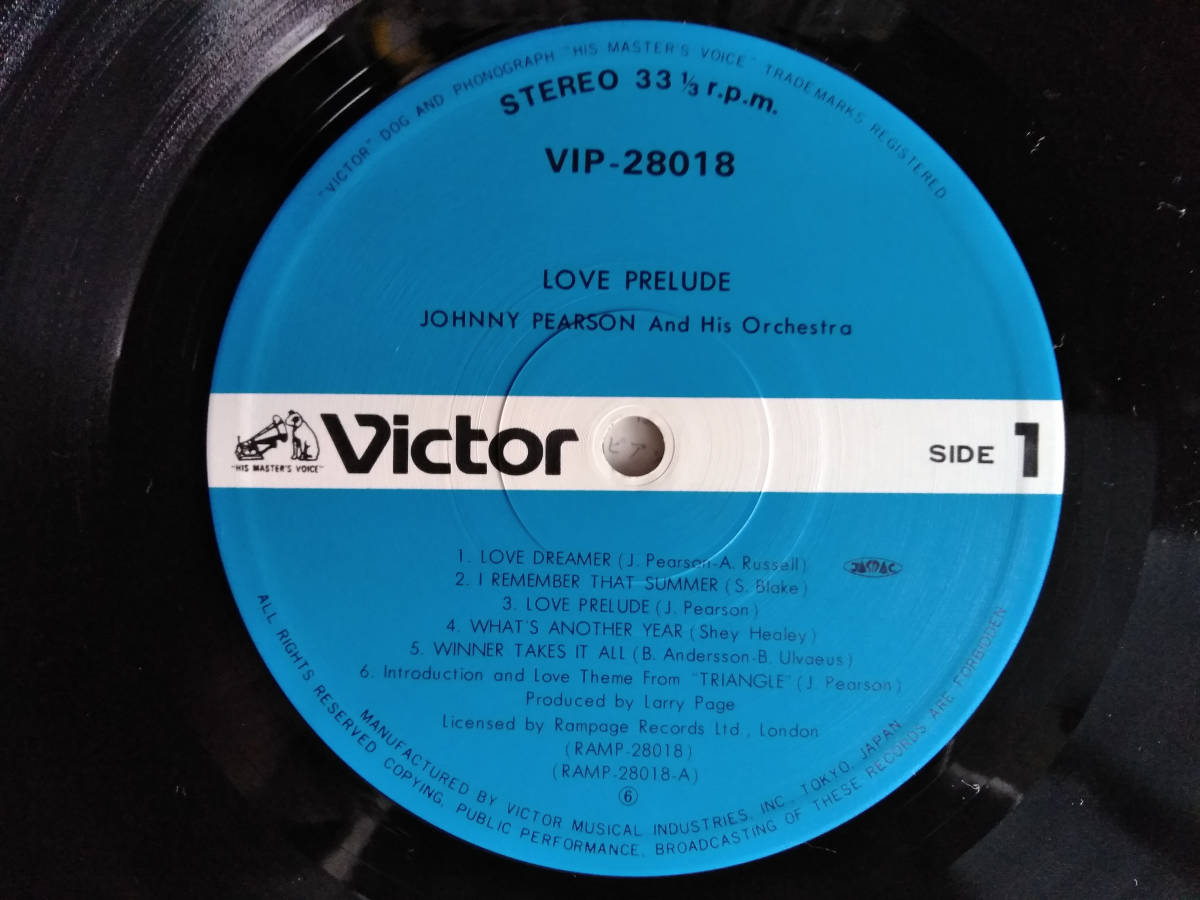 "VICTOR" DOG AND PHONOGRAPH "HIS MASTER'S VOICE" TRADEMARKS REGISTERED
STEREO 33 1/3 r.p.m.
VIP-28018
LOVE PRELUDE
JOHNNY PEARSON And His Orchestra
"HIS MASTER'S VOICE"
Victor
ピア
SIDE 1
1. LOVE DREAMER (J. Pearson-A. Russell)
JASRAC
2. I REMEMBER THAT SUMMER (S. Blake)
3. LOVE PRELUDE (J. Pearson)
4. WHAT'S ANOTHER YEAR (Shey Healey)
5. WINNER TAKES IT ALL (B. Andersson-B. Ulvaeus)
6. Introduction and Love Theme From "TRIANGLE" (J. Pearson)
Produced by Larry Page
Licensed by Rampage Records Ltd., London
(RAMP-28018)
(RAMP-28018-A)
⑥
MANUFACTURED BY VICTOR MUSICAL INDUSTRIES, INC., TOKYO, JAPAN
ALL RIGHTS RESERVED COPYING, PUBLIC PERFORMANCE, BROADCASTING OF THESE RECORDS ARE FORBIDDEN